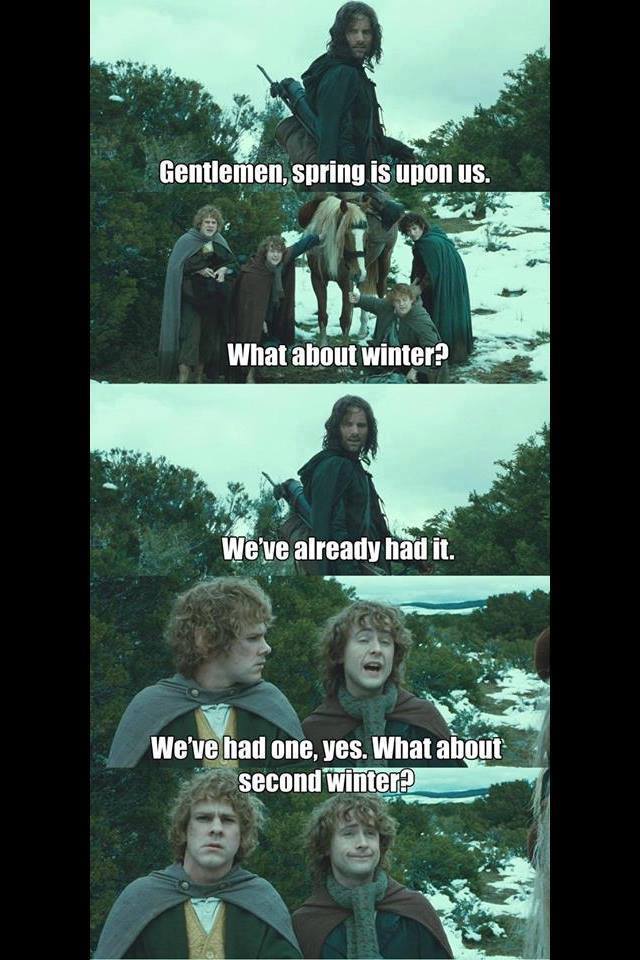 Gentlemen, spring is upon us.
What about winter?
We've already had it.
We've had one, yes. What about
second winter?